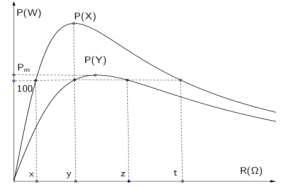 P(W)
P(X)
P(Y)
Pm
100
x y z t R(Ω)